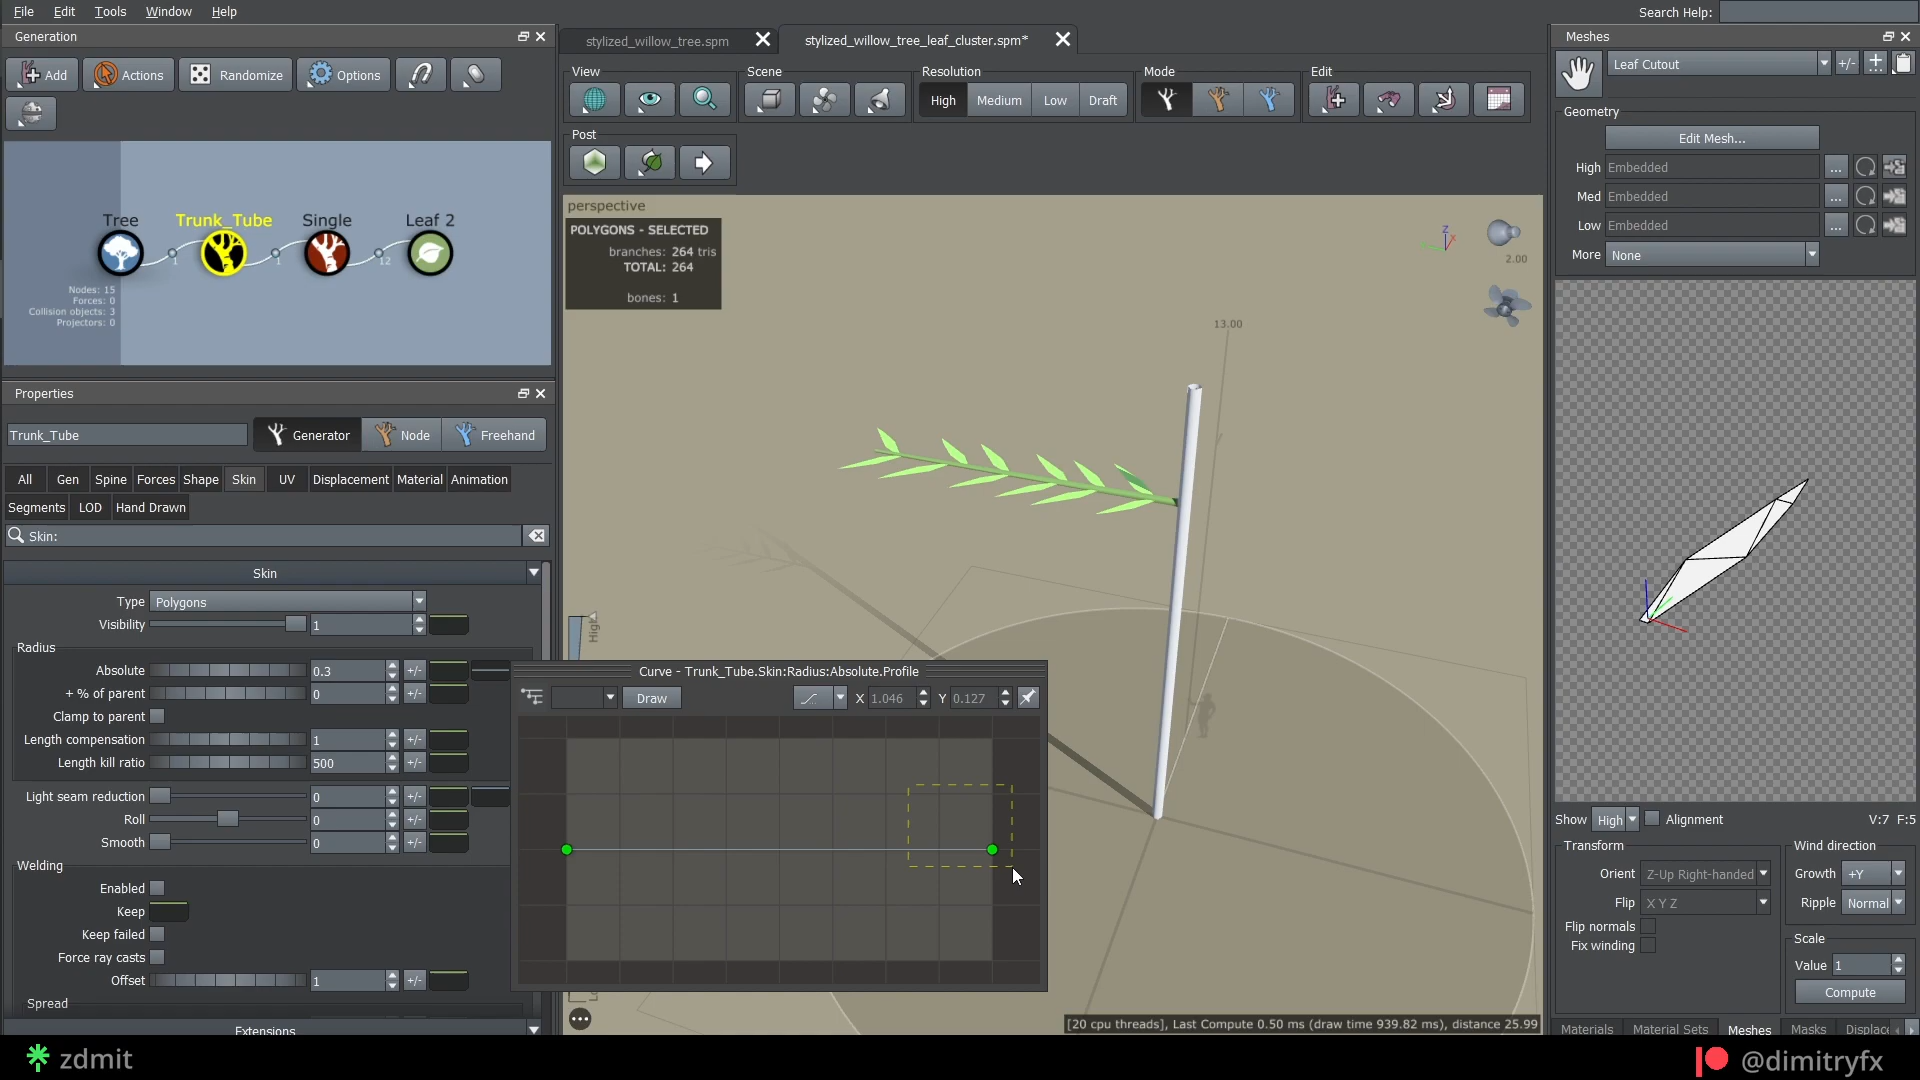 File Edit Tools Window Help
Search Help:
Generation
Add Actions Randomize Options
Tree Trunk_Tube Single Leaf 2
1 1 12
Nodes: 15
Forces: 0
Collision objects: 3
Projectors: 0
Properties
Trunk_Tube Generator Node Freehand
All Gen Spine Forces Shape Skin UV Displacement Material Animation
Segments LOD Hand Drawn
Skin:
Skin
Type Polygons
Visibility 1
Radius
Absolute 0.3 +/-
+ % of parent 0 +/-
Clamp to parent
Length compensation 1 +/-
Length kill ratio 500 +/-
Light seam reduction 0 +/-
Roll 0 +/-
Smooth 0 +/-
Welding
Enabled
Keep
Keep failed
Force ray casts
Offset 1 +/-
Spread
Extensions
stylized_willow_tree.spm stylized_willow_tree_leaf_cluster.spm*
View Scene Resolution Mode Edit
High Medium Low Draft
Post
perspective
POLYGONS - SELECTED
branches: 264 tris
TOTAL: 264
bones: 1
Z
X
2.00
13.00
High
Curve - Trunk_Tube.Skin:Radius:Absolute.Profile
Draw X 1.046 Y 0.127
[20 cpu threads], Last Compute 0.50 ms (draw time 939.82 ms), distance 25.99
Meshes
Leaf Cutout +/-
Geometry
Edit Mesh...
High Embedded ...
Med Embedded ...
Low Embedded ...
More None
Show High Alignment V:7 F:5
Transform Wind direction
Orient Z-Up Right-handed Growth +Y
Flip X Y Z Ripple Normal
Flip normals
Fix winding
Scale
Value 1
Compute
Materials Material Sets Meshes Masks Displace
zdmit @dimitryfx